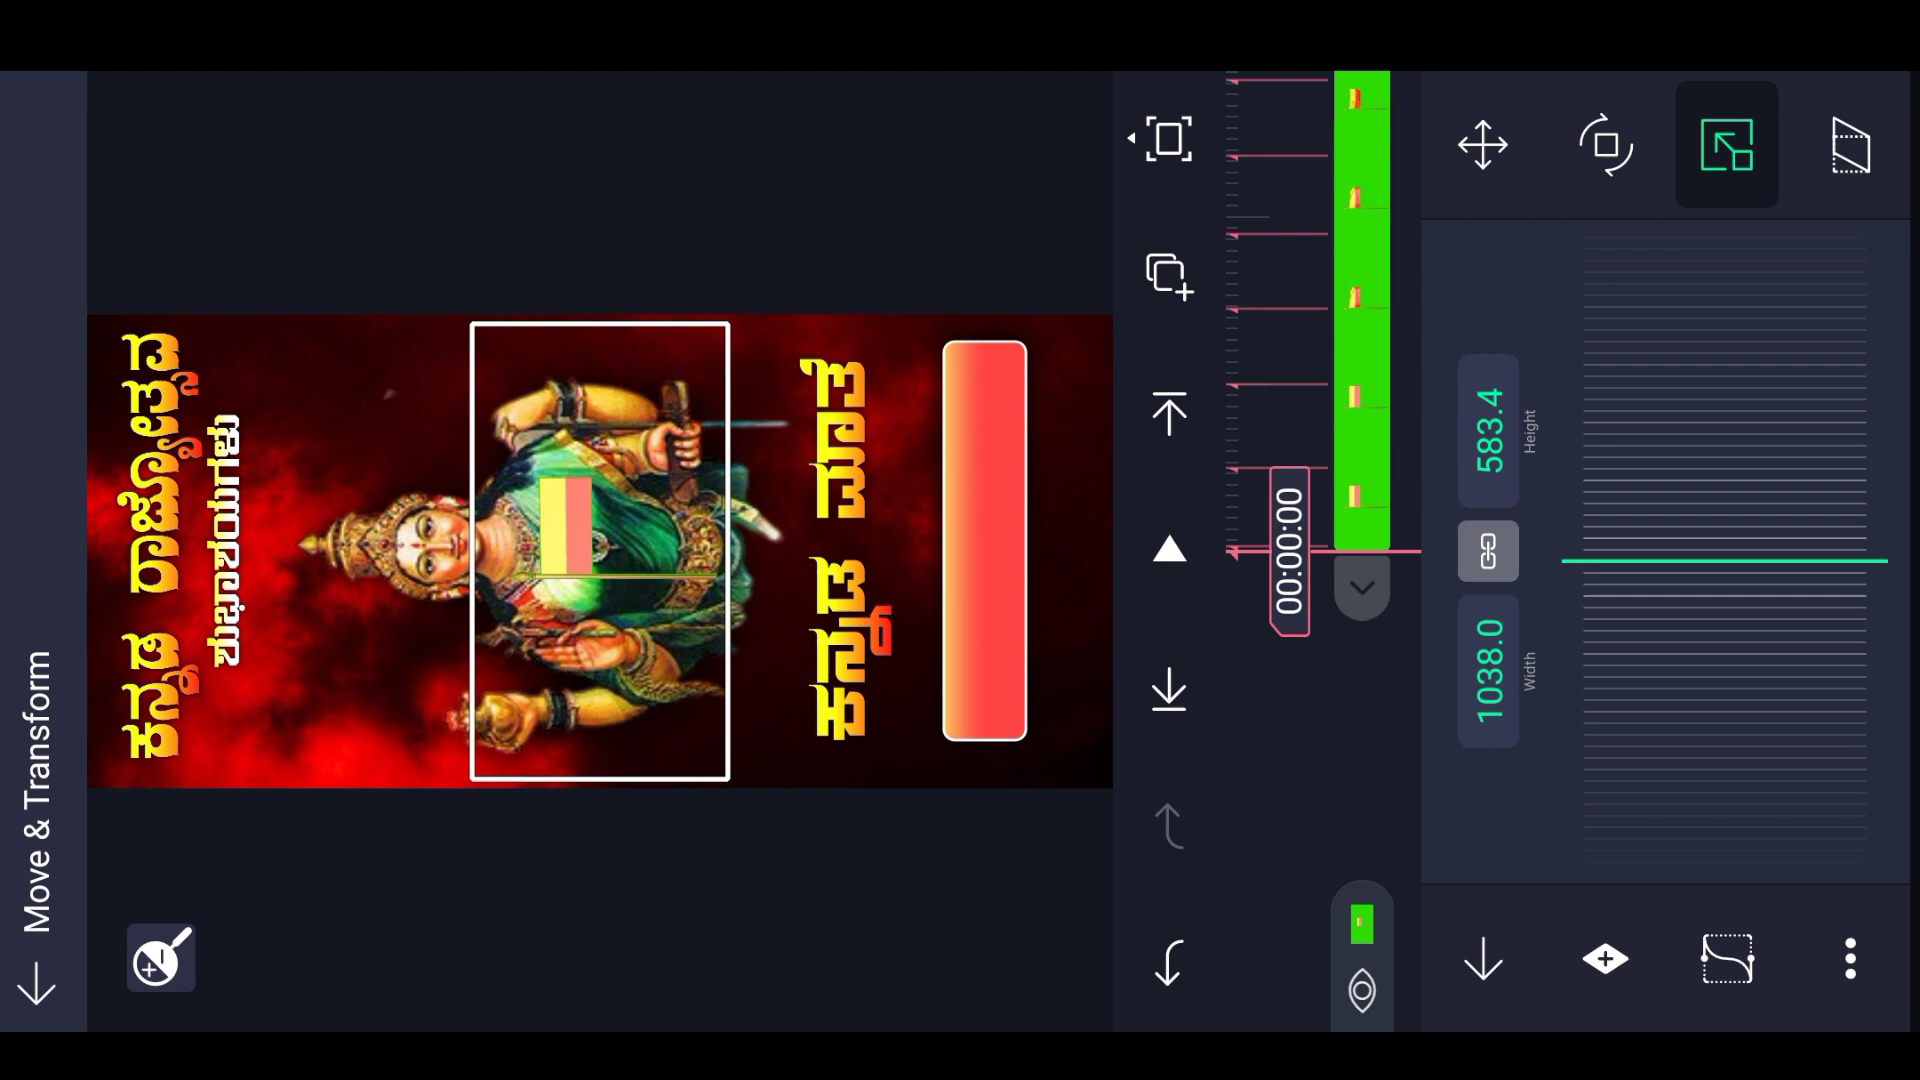 Move & Transform
ಕನ್ನಡ ರಾಜ್ಯೋತ್ಸವ
ಶುಭಾಶಯಗಳು
ಕನ್ನಡ ಮಾತೆ
00:00:00
1038.0
Width
583.4
Height